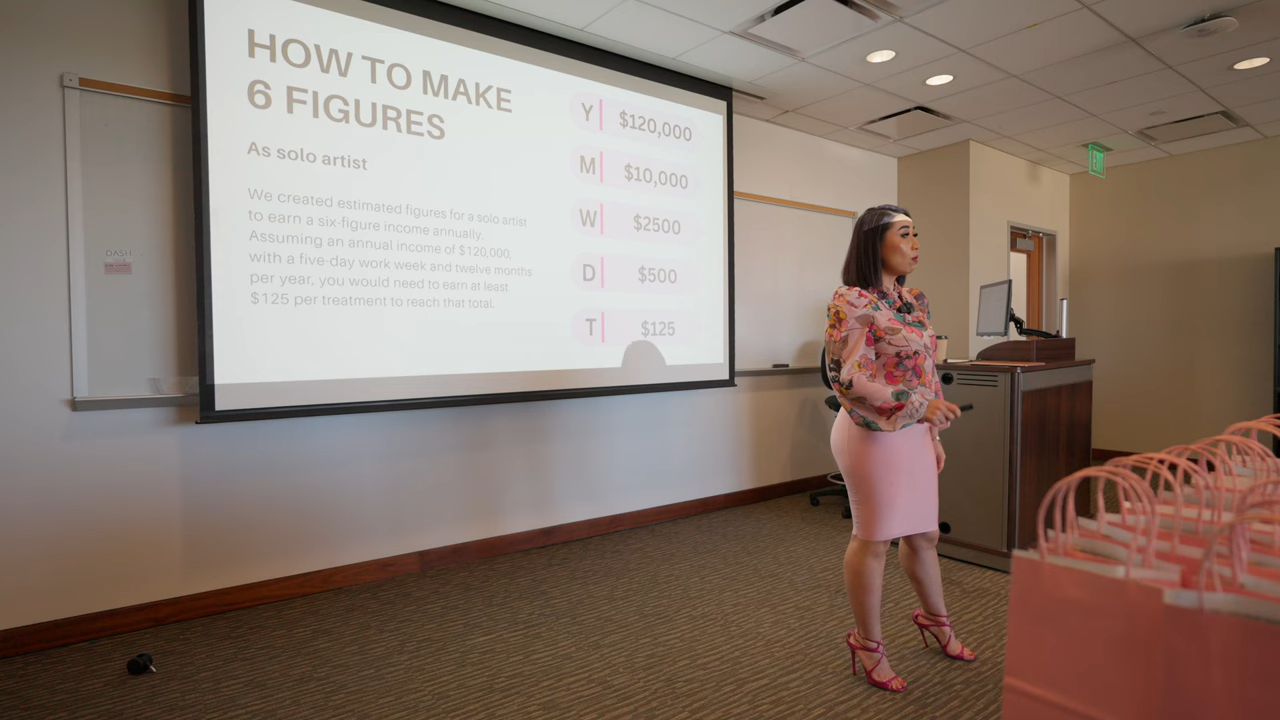 HOW TO MAKE
6 FIGURES
As solo artist
We created estimated figures for a solo artist
to earn a six-figure income annually.
Assuming an annual income of $120,000,
with a five-day work week and twelve months
per year, you would need to earn at least
$125 per treatment to reach that total.
Y $120,000
M $10,000
W $2500
D $500
T $125
DASH
EXIT